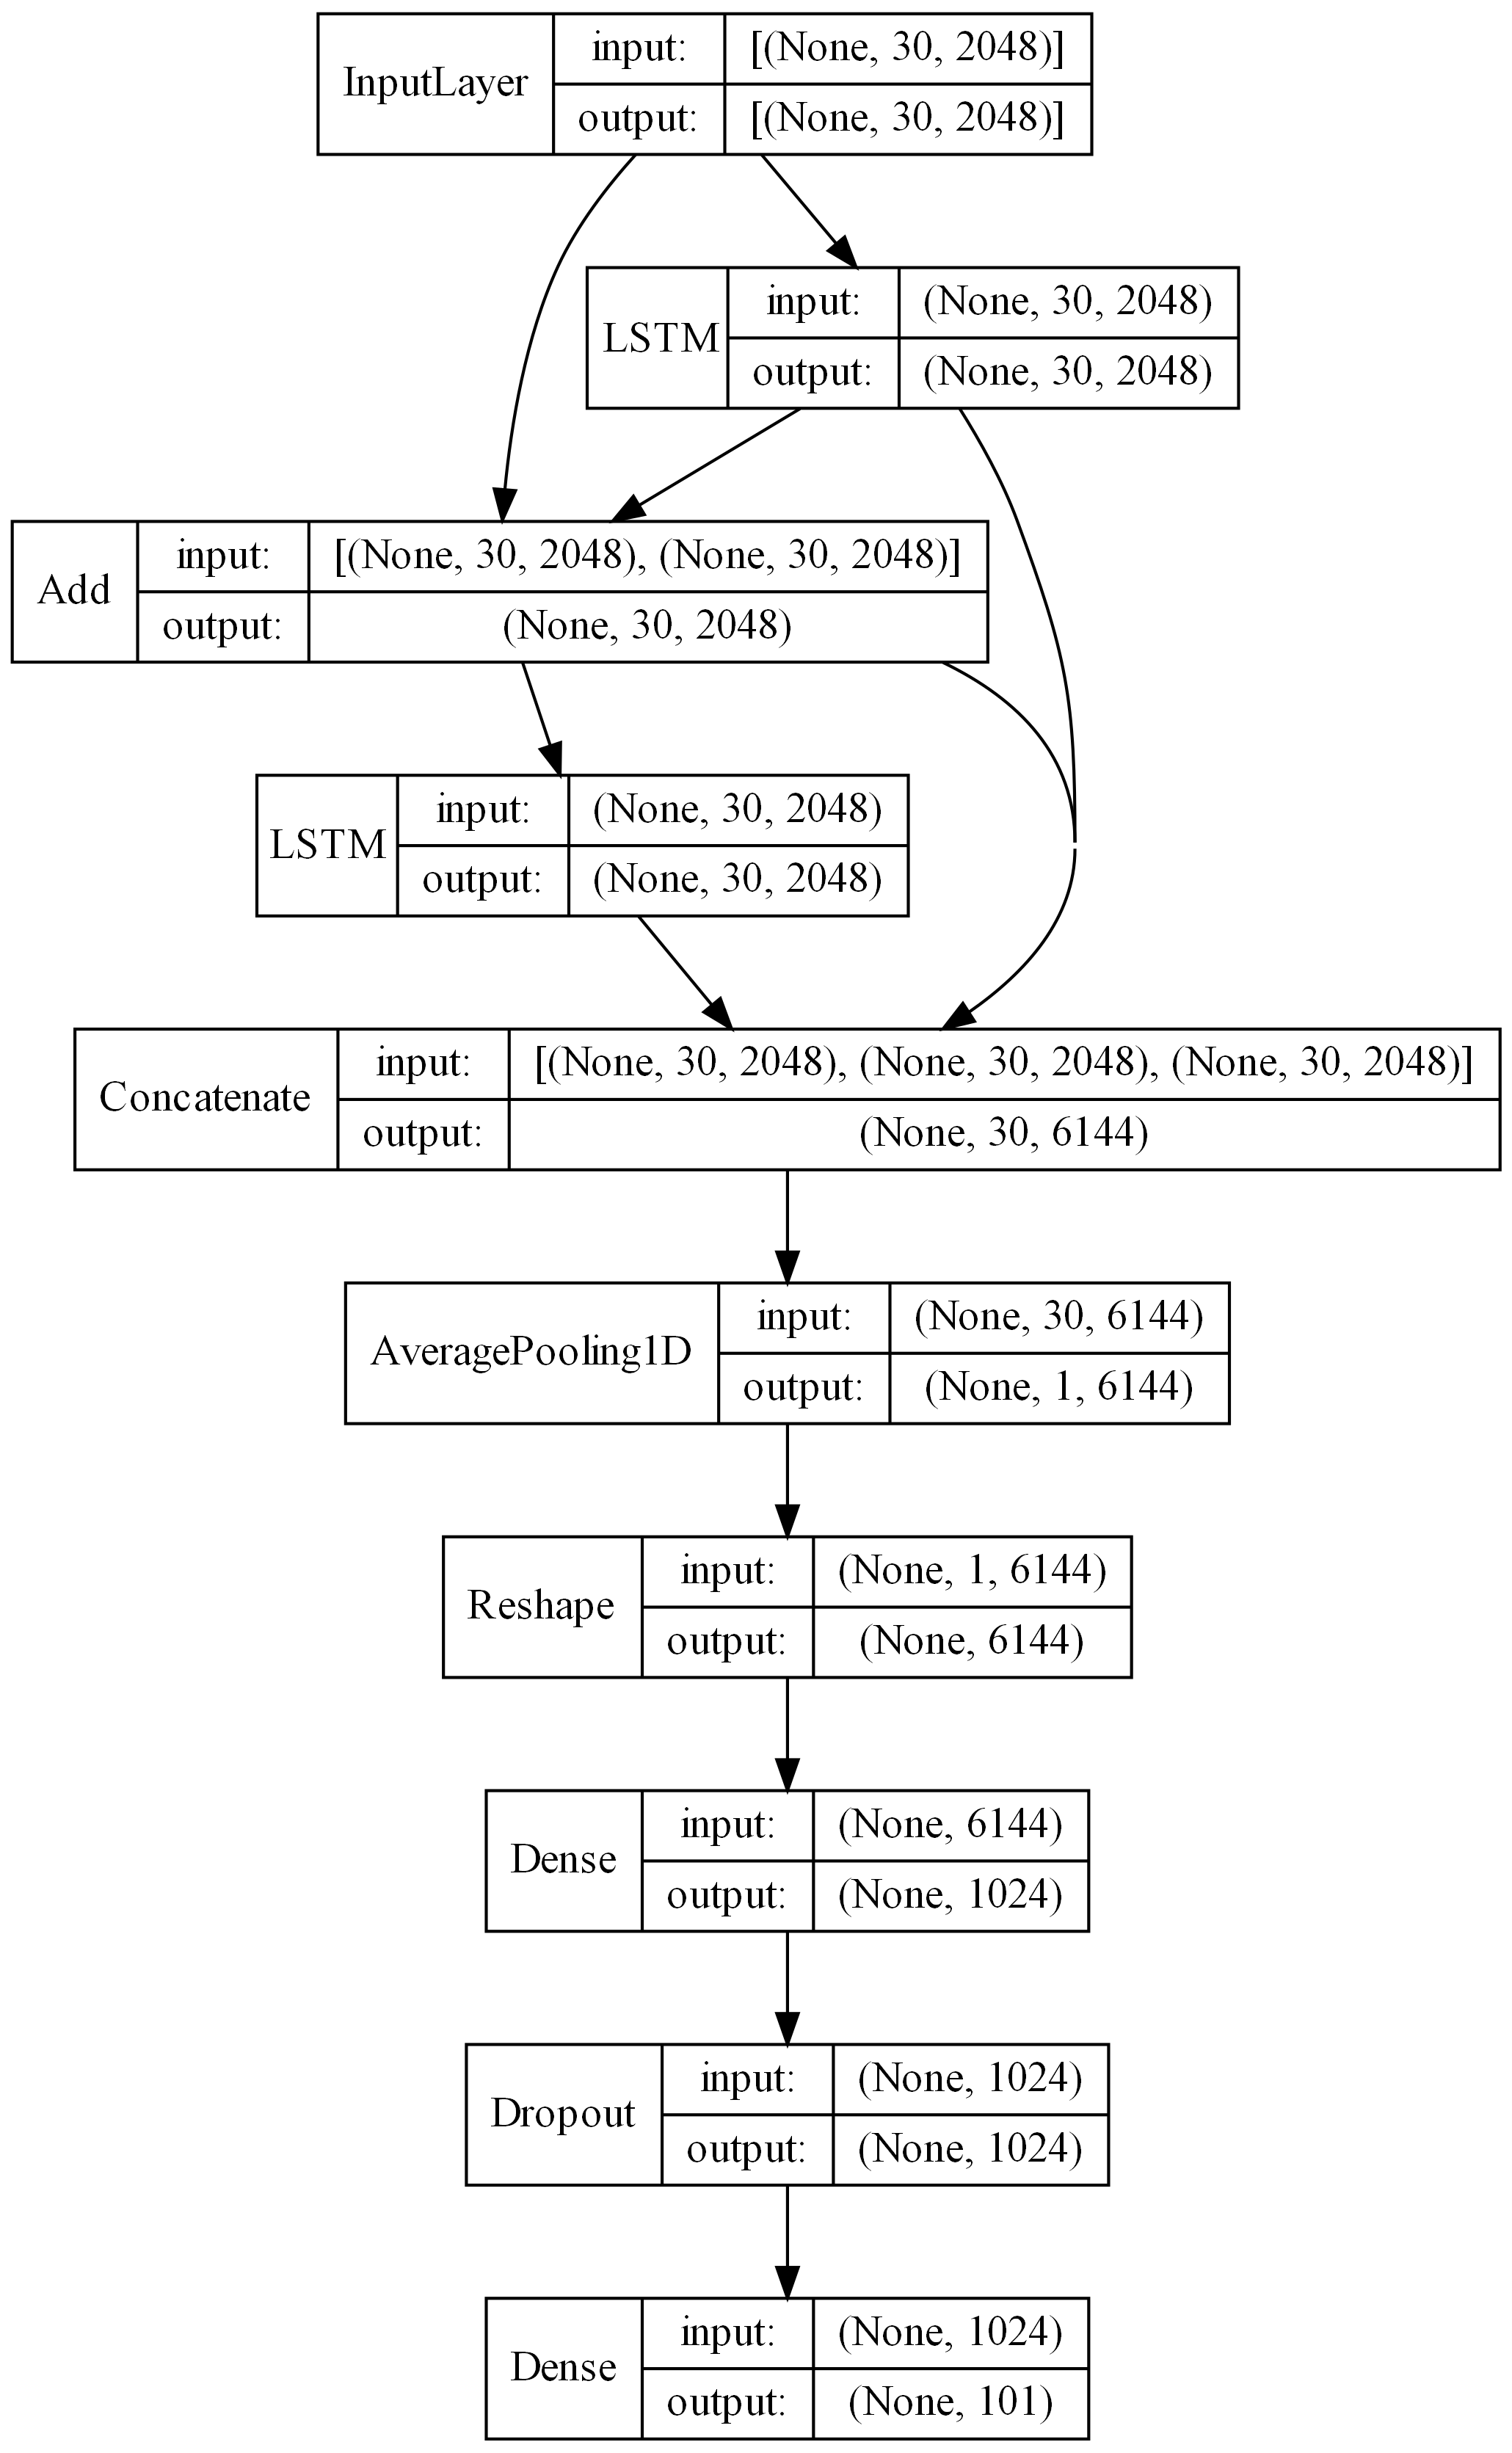 InputLayer
input:
[(None, 30, 2048)]
output:
[(None, 30, 2048)]
LSTM
input:
(None, 30, 2048)
output:
(None, 30, 2048)
Add
input:
[(None, 30, 2048), (None, 30, 2048)]
output:
(None, 30, 2048)
LSTM
input:
(None, 30, 2048)
output:
(None, 30, 2048)
Concatenate
input:
[(None, 30, 2048), (None, 30, 2048), (None, 30, 2048)]
output:
(None, 30, 6144)
AveragePooling1D
input:
(None, 30, 6144)
output:
(None, 1, 6144)
Reshape
input:
(None, 1, 6144)
output:
(None, 6144)
Dense
input:
(None, 6144)
output:
(None, 1024)
Dropout
input:
(None, 1024)
output:
(None, 1024)
Dense
input:
(None, 1024)
output:
(None, 101)